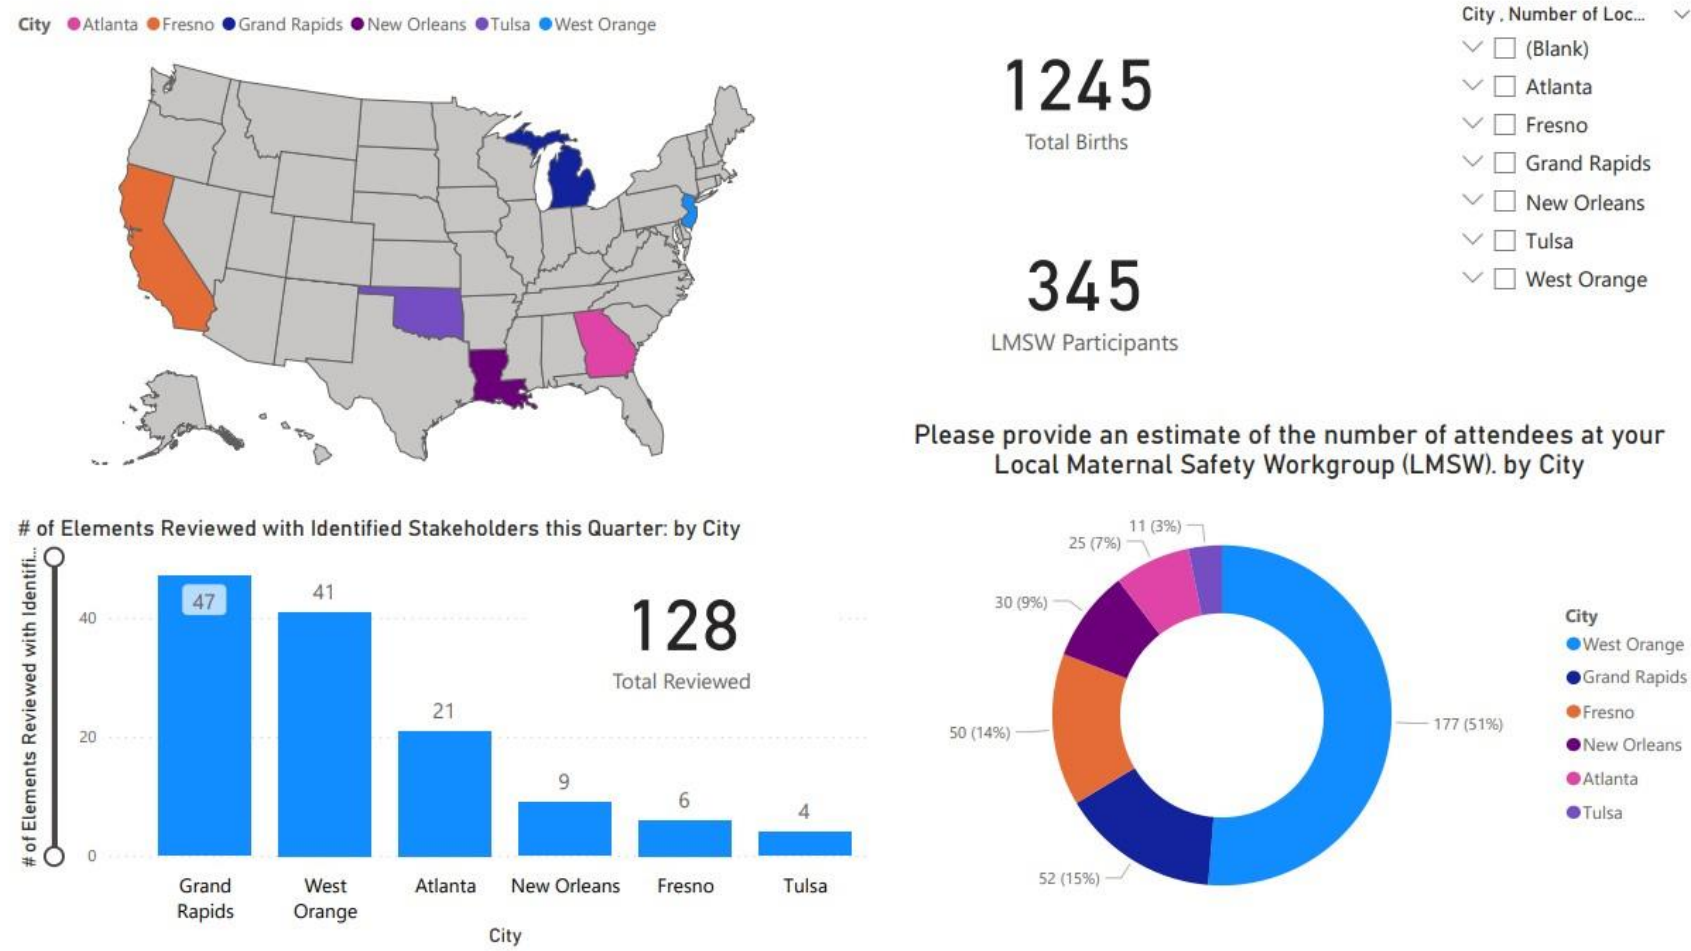 City Atlanta Fresno Grand Rapids New Orleans Tulsa West Orange
1245
Total Births
345
LMSW Participants
City , Number of Loc...
(Blank)
Atlanta
Fresno
Grand Rapids
New Orleans
Tulsa
West Orange
# of Elements Reviewed with Identified Stakeholders this Quarter: by City
# of Elements Reviewed with Identifi...
40
20
0
47
41
21
9
6
4
128
Total Reviewed
Grand
Rapids
West
Orange
Atlanta
New Orleans
Fresno
Tulsa
City
Please provide an estimate of the number of attendees at your
Local Maternal Safety Workgroup (LMSW). by City
11 (3%)
25 (7%)
30 (9%)
50 (14%)
52 (15%)
177 (51%)
City
West Orange
Grand Rapids
Fresno
New Orleans
Atlanta
Tulsa